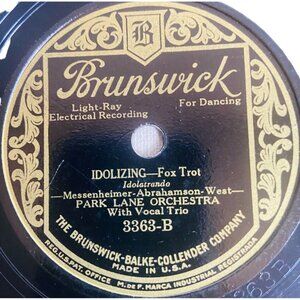 B
Brunswick
Light-Ray
Electrical Recording
For Dancing
IDOLIZING—Fox Trot
Idolatrando
—Messenheimer-Abrahamson-West—
PARK LANE ORCHESTRA
With Vocal Trio
3363-B
THE BRUNSWICK-BALKE-COLLENDER COMPANY
MADE IN U.S.A.
REG.U.S.PAT. OFFICE
M. DE F. MARCA INDUSTRIAL REGISTRADA